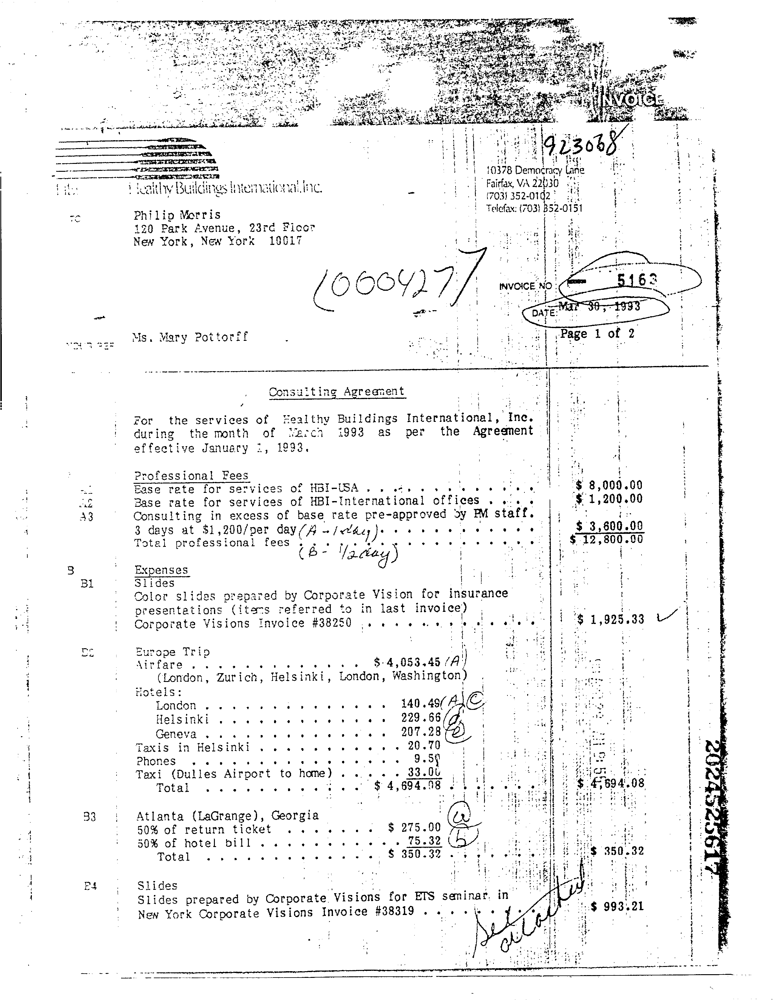 INVOICE
923068
10378 Democracy Lane
Fairfax, VA 22030
(703) 352-0102
Telefax: (703) 352-0151
Healthy Buildings International, Inc.
TO
Philip Morris
120 Park Avenue, 23rd Floor
New York, New York 10017
(0004277)
INVOICE NO 5163
DATE: Mar 30, 1993
Page 1 of 2
YOUR REF Ms. Mary Pottorff
Consulting Agreement
For the services of Healthy Buildings International, Inc.
during the month of March 1993 as per the Agreement
effective January 1, 1993.
Professional Fees
Base rate for services of HBI-USA . . . . . . . . . . . . . $ 8,000.00
A2 Base rate for services of HBI-International offices . . . . $ 1,200.00
A3 Consulting in excess of base rate pre-approved by PM staff.
3 days at $1,200/per day (A - 1 day) . . . . . . . . . . $ 3,600.00
Total professional fees . . . . . . . . . . . . . . . . . $ 12,800.00
(B - 1/2 day)
B Expenses
B1 Slides
Color slides prepared by Corporate Vision for insurance
presentations (items referred to in last invoice)
Corporate Visions Invoice #38250 . . . . . . . . . . . . $ 1,925.33 ✓
B2 Europe Trip
Airfare . . . . . . . . . . . . . $ 4,053.45 (A)
(London, Zurich, Helsinki, London, Washington)
Hotels:
London . . . . . . . . . . . . . . 140.49 (A) C
Helsinki . . . . . . . . . . . . . 229.66 d
Geneva . . . . . . . . . . . . . . 207.28 e
Taxis in Helsinki . . . . . . . . . . 20.70
Phones . . . . . . . . . . . . . . . 9.50
Taxi (Dulles Airport to home) . . . . . 33.00
Total . . . . . . . . . . . $ 4,694.08 . . . . . . $ 4,694.08
B3 Atlanta (LaGrange), Georgia
50% of return ticket . . . . . . . $ 275.00 a
50% of hotel bill . . . . . . . . . . 75.32 b
Total . . . . . . . . . . . $ 350.32 . . . . . . $ 350.32
B4 Slides
Slides prepared by Corporate Visions for ETS seminar in
New York Corporate Visions Invoice #38319 . . . . . . . . $ 993.21
See attached
2024525617